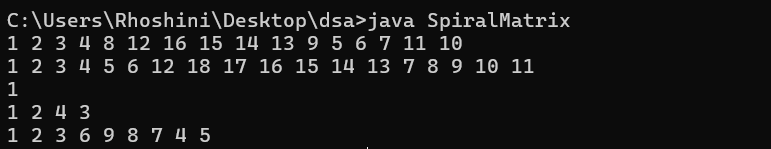 C:\Users\Rhoshini\Desktop\dsa>java SpiralMatrix
1 2 3 4 8 12 16 15 14 13 9 5 6 7 11 10
1 2 3 4 5 6 12 18 17 16 15 14 13 7 8 9 10 11
1
1 2 4 3
1 2 3 6 9 8 7 4 5